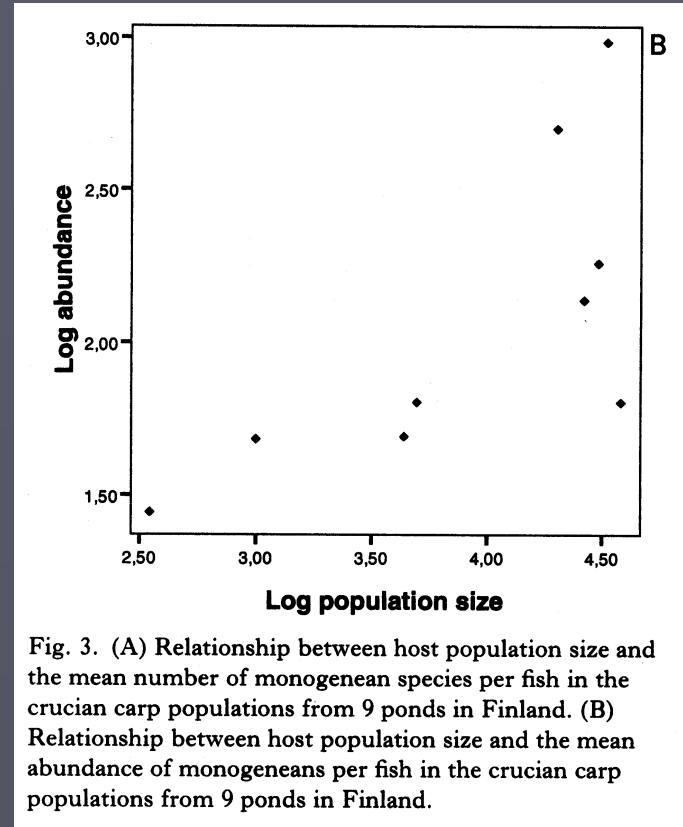 B
3,00
2,50
2,00
1,50
Log abundance
2,50 3,00 3,50 4,00 4,50
Log population size
Fig. 3. (A) Relationship between host population size and
the mean number of monogenean species per fish in the
crucian carp populations from 9 ponds in Finland. (B)
Relationship between host population size and the mean
abundance of monogeneans per fish in the crucian carp
populations from 9 ponds in Finland.